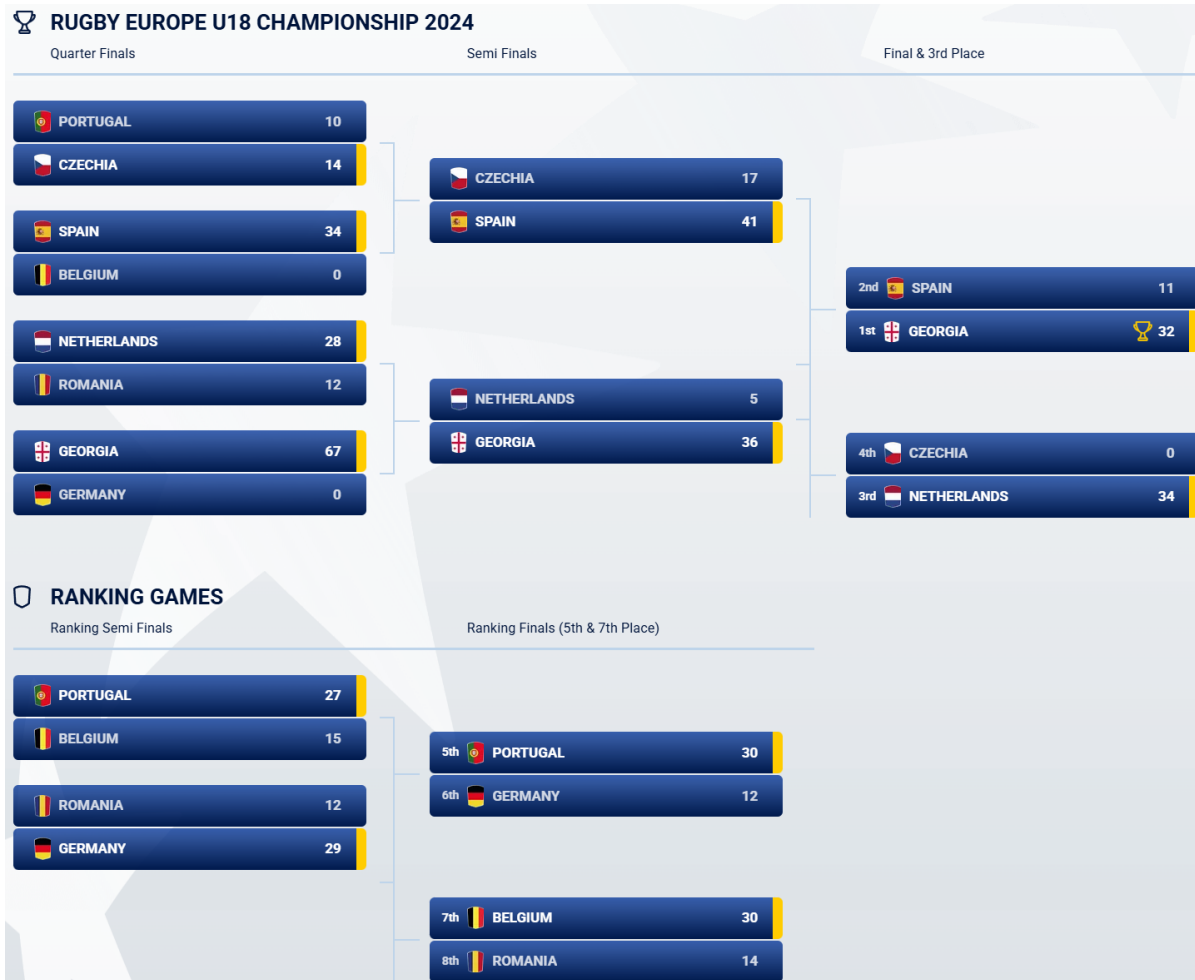 RUGBY EUROPE U18 CHAMPIONSHIP 2024
Quarter Finals
Semi Finals
Final & 3rd Place
PORTUGAL 10
CZECHIA 14
SPAIN 34
BELGIUM 0
NETHERLANDS 28
ROMANIA 12
GEORGIA 67
GERMANY 0
CZECHIA 17
SPAIN 41
NETHERLANDS 5
GEORGIA 36
2nd SPAIN 11
1st GEORGIA 32
4th CZECHIA 0
3rd NETHERLANDS 34
RANKING GAMES
Ranking Semi Finals
Ranking Finals (5th & 7th Place)
PORTUGAL 27
BELGIUM 15
ROMANIA 12
GERMANY 29
5th PORTUGAL 30
6th GERMANY 12
7th BELGIUM 30
8th ROMANIA 14